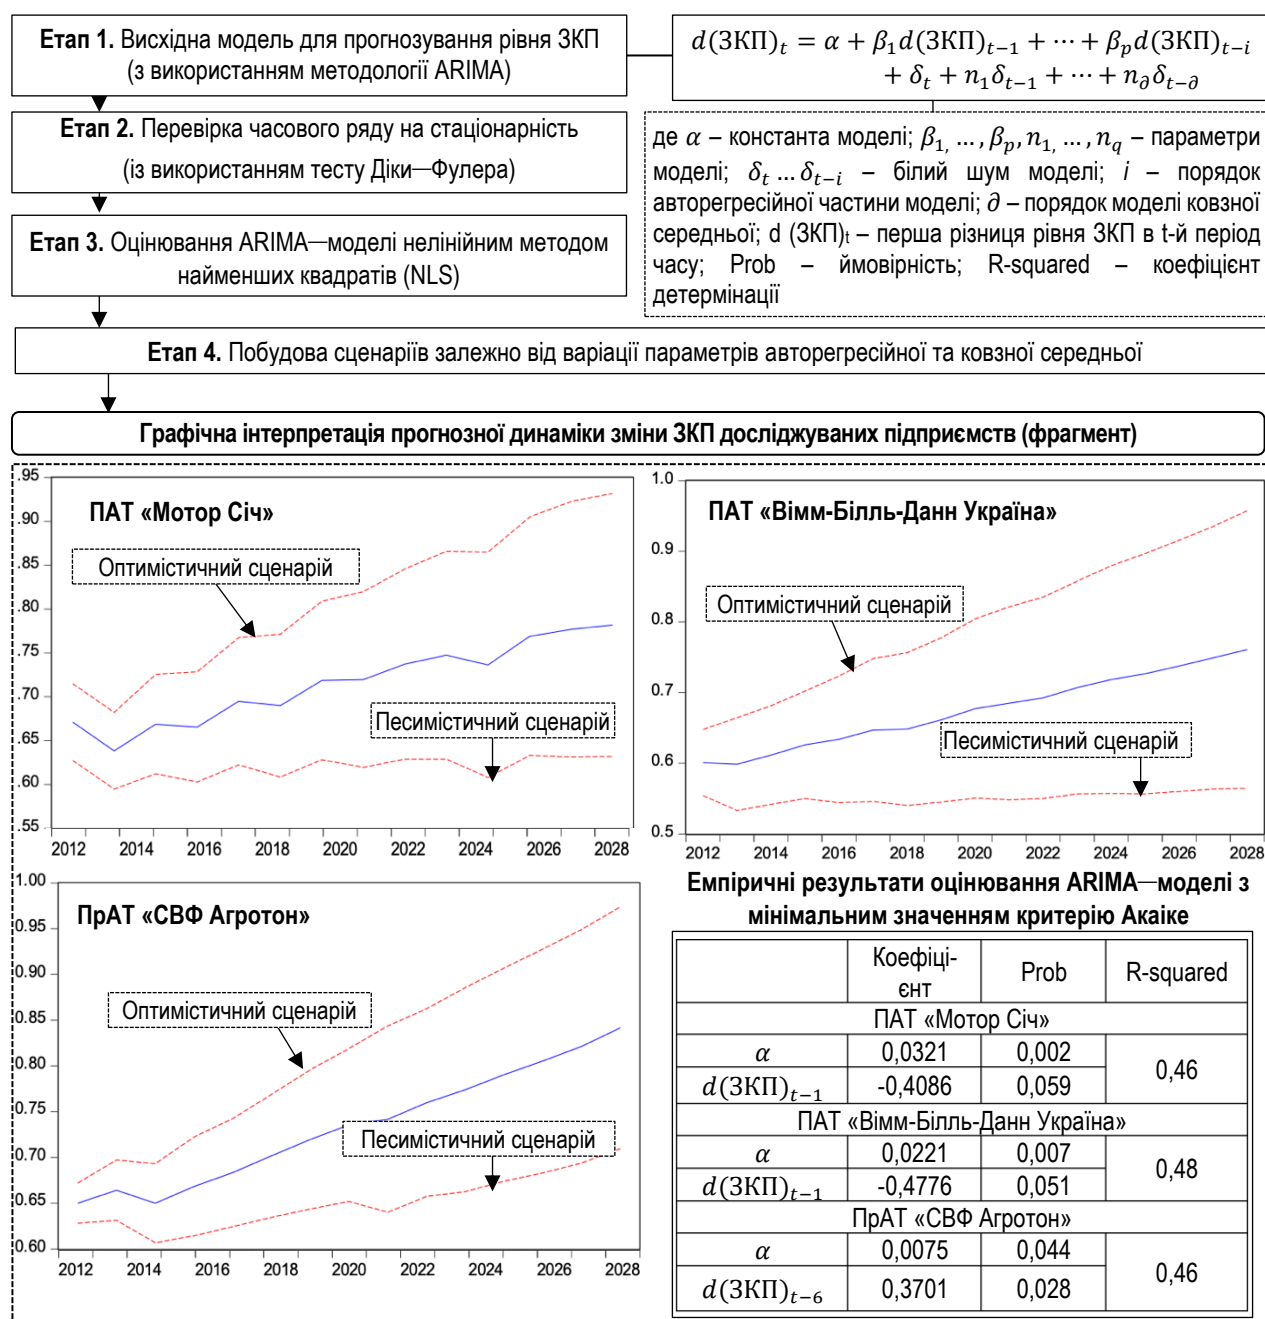 Етап 1. Висхідна модель для прогнозування рівня ЗКП
(з використанням методології ARIMA)
d(ЗКП)ₜ = α + β₁d(ЗКП)ₜ₋₁ + ⋯ + βₚd(ЗКП)ₜ₋ᵢ
+ δₜ + n₁δₜ₋₁ + ⋯ + n_∂δ_{t−∂}
Етап 2. Перевірка часового ряду на стаціонарність
(із використанням тесту Діки—Фулера)
Етап 3. Оцінювання ARIMA—моделі нелінійним методом
найменших квадратів (NLS)
де α – константа моделі; β₁, …, βₚ, n₁, …, n_q – параметри
моделі; δₜ … δₜ₋ᵢ – білий шум моделі; i – порядок
авторегресійної частини моделі; ∂ – порядок моделі ковзної
середньої; d (ЗКП)ₜ – перша різниця рівня ЗКП в t-й період
часу; Prob – ймовірність; R-squared – коефіцієнт
детермінації
Етап 4. Побудова сценаріїв залежно від варіації параметрів авторегресійної та ковзної середньої
Графічна інтерпретація прогнозної динаміки зміни ЗКП досліджуваних підприємств (фрагмент)
ПАТ «Мотор Січ»
Оптимістичний сценарій
Песимістичний сценарій
.95
.90
.85
.80
.75
.70
.65
.60
.55
2012 2014 2016 2018 2020 2022 2024 2026 2028
ПАТ «Вімм-Білль-Данн Україна»
Оптимістичний сценарій
Песимістичний сценарій
1.0
0.9
0.8
0.7
0.6
0.5
2012 2014 2016 2018 2020 2022 2024 2026 2028
ПрАТ «СВФ Агротон»
Оптимістичний сценарій
Песимістичний сценарій
1.00
0.95
0.90
0.85
0.80
0.75
0.70
0.65
0.60
2012 2014 2016 2018 2020 2022 2024 2026 2028
Емпіричні результати оцінювання ARIMA—моделі з
мінімальним значенням критерію Акаіке
Коефіці-
єнт Prob R-squared
ПАТ «Мотор Січ»
α 0,0321 0,002 0,46
d(ЗКП)ₜ₋₁ -0,4086 0,059
ПАТ «Вімм-Білль-Данн Україна»
α 0,0221 0,007 0,48
d(ЗКП)ₜ₋₁ -0,4776 0,051
ПрАТ «СВФ Агротон»
α 0,0075 0,044 0,46
d(ЗКП)ₜ₋₆ 0,3701 0,028